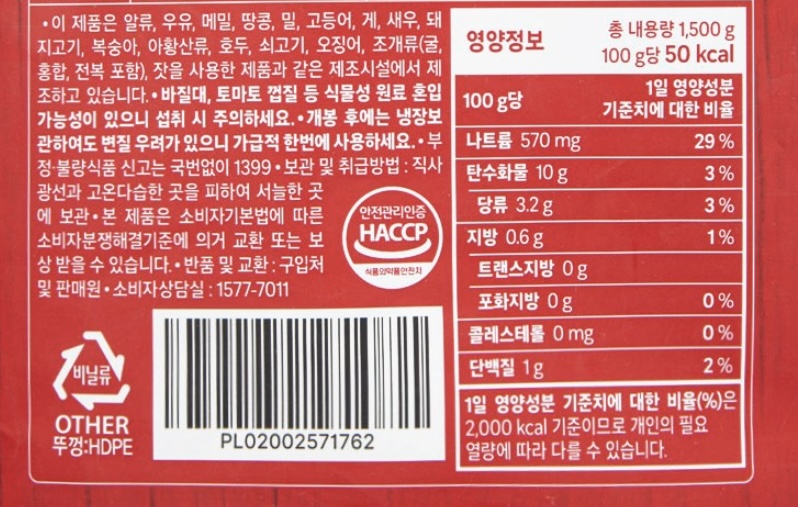 •이 제품은 알류, 우유, 메밀, 땅콩, 밀, 고등어, 게, 새우, 돼
지고기, 복숭아, 아황산류, 호두, 쇠고기, 오징어, 조개류(굴,
홍합, 전복 포함), 잣을 사용한 제품과 같은 제조시설에서 제
조하고 있습니다.•바질대, 토마토 껍질 등 식물성 원료 혼입
가능성이 있으니 섭취 시 주의하세요.•개봉 후에는 냉장보
관하여도 변질 우려가 있으니 가급적 한번에 사용하세요.•부
정·불량식품 신고는 국번없이 1399•보관 및 취급방법 : 직사
광선과 고온다습한 곳을 피하여 서늘한 곳
에 보관•본 제품은 소비자기본법에 따른
소비자분쟁해결기준에 의거 교환 또는 보
상 받을 수 있습니다.•반품 및 교환 : 구입처
및 판매원•소비자상담실 : 1577-7011
안전관리인증
HACCP
식품의약품안전처
비닐류
OTHER
뚜껑:HDPE
PL02002571762
영양정보
총 내용량 1,500 g
100 g당 50 kcal
100 g당
1일 영양성분
기준치에 대한 비율
나트륨 570 mg 29 %
탄수화물 10 g 3 %
당류 3.2 g 3 %
지방 0.6 g 1 %
트랜스지방 0 g
포화지방 0 g 0 %
콜레스테롤 0 mg 0 %
단백질 1 g 2 %
1일 영양성분 기준치에 대한 비율(%)은
2,000 kcal 기준이므로 개인의 필요
열량에 따라 다를 수 있습니다.